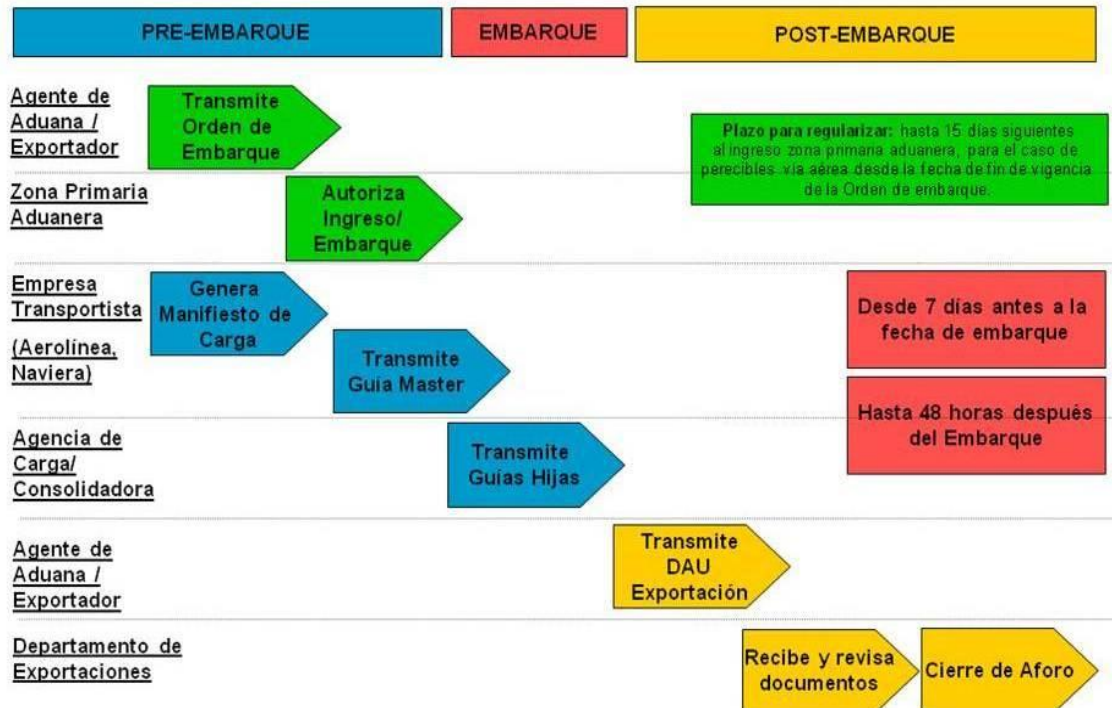 PRE-EMBARQUE
EMBARQUE
POST-EMBARQUE
Agente de
Aduana /
Exportador
Transmite
Orden de
Embarque
Plazo para regularizar: hasta 15 días siguientes
al ingreso zona primaria aduanera, para el caso de
perecibles vía aérea desde la fecha de fin de vigencia
de la Orden de embarque.
Zona Primaria
Aduanera
Autoriza
Ingreso/
Embarque
Empresa
Transportista
(Aerolínea,
Naviera)
Genera
Manifiesto de
Carga
Transmite
Guía Master
Desde 7 días antes a la
fecha de embarque
Hasta 48 horas después
del Embarque
Agencia de
Carga/
Consolidadora
Transmite
Guías Hijas
Agente de
Aduana /
Exportador
Transmite
DAU
Exportación
Departamento de
Exportaciones
Recibe y revisa
documentos
Cierre de Aforo